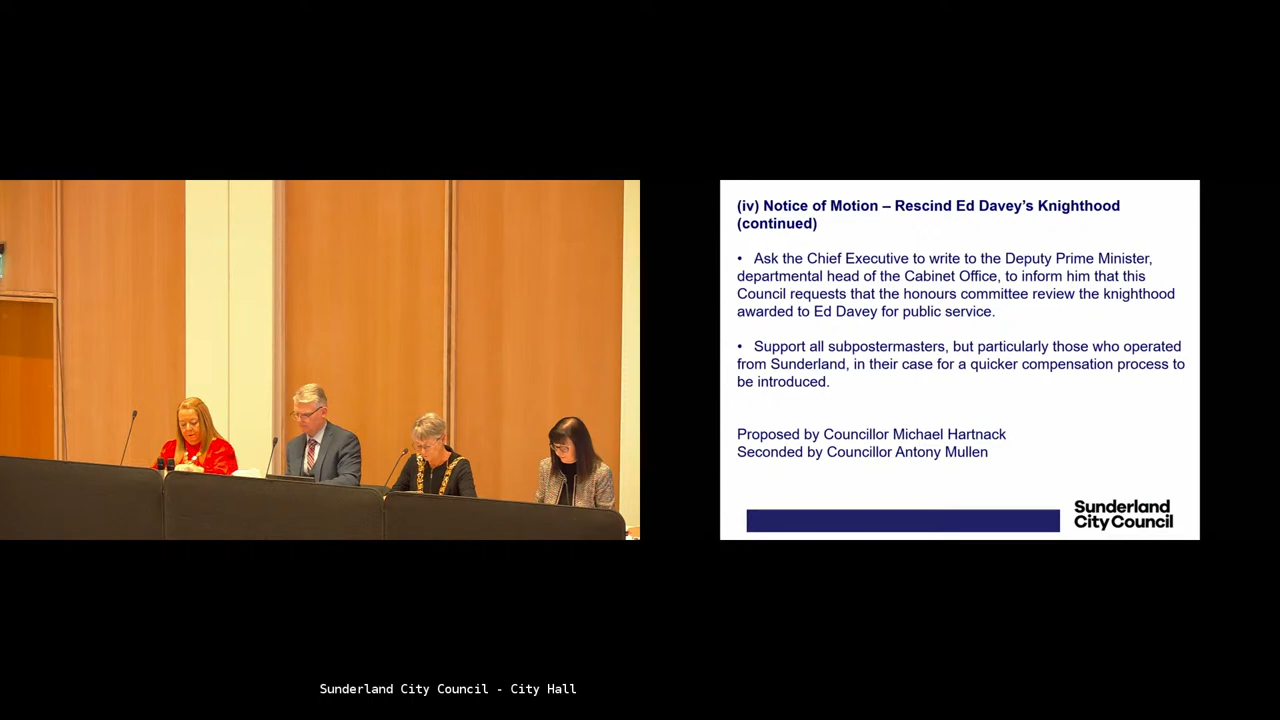 (iv) Notice of Motion – Rescind Ed Davey’s Knighthood
(continued)
• Ask the Chief Executive to write to the Deputy Prime Minister,
departmental head of the Cabinet Office, to inform him that this
Council requests that the honours committee review the knighthood
awarded to Ed Davey for public service.
• Support all subpostermasters, but particularly those who operated
from Sunderland, in their case for a quicker compensation process to
be introduced.
Proposed by Councillor Michael Hartnack
Seconded by Councillor Antony Mullen
Sunderland
City Council
Sunderland City Council - City Hall